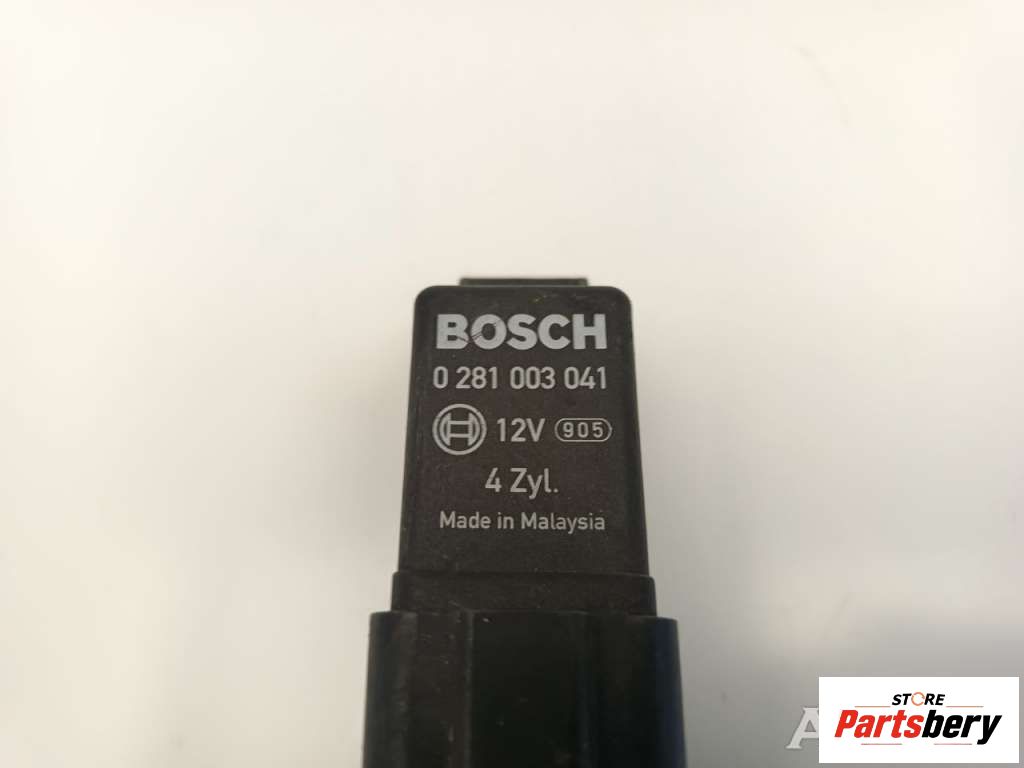 BOSCH
0 281 003 041
12V 905
4 Zyl.
Made in Malaysia
STORE
Partsbery